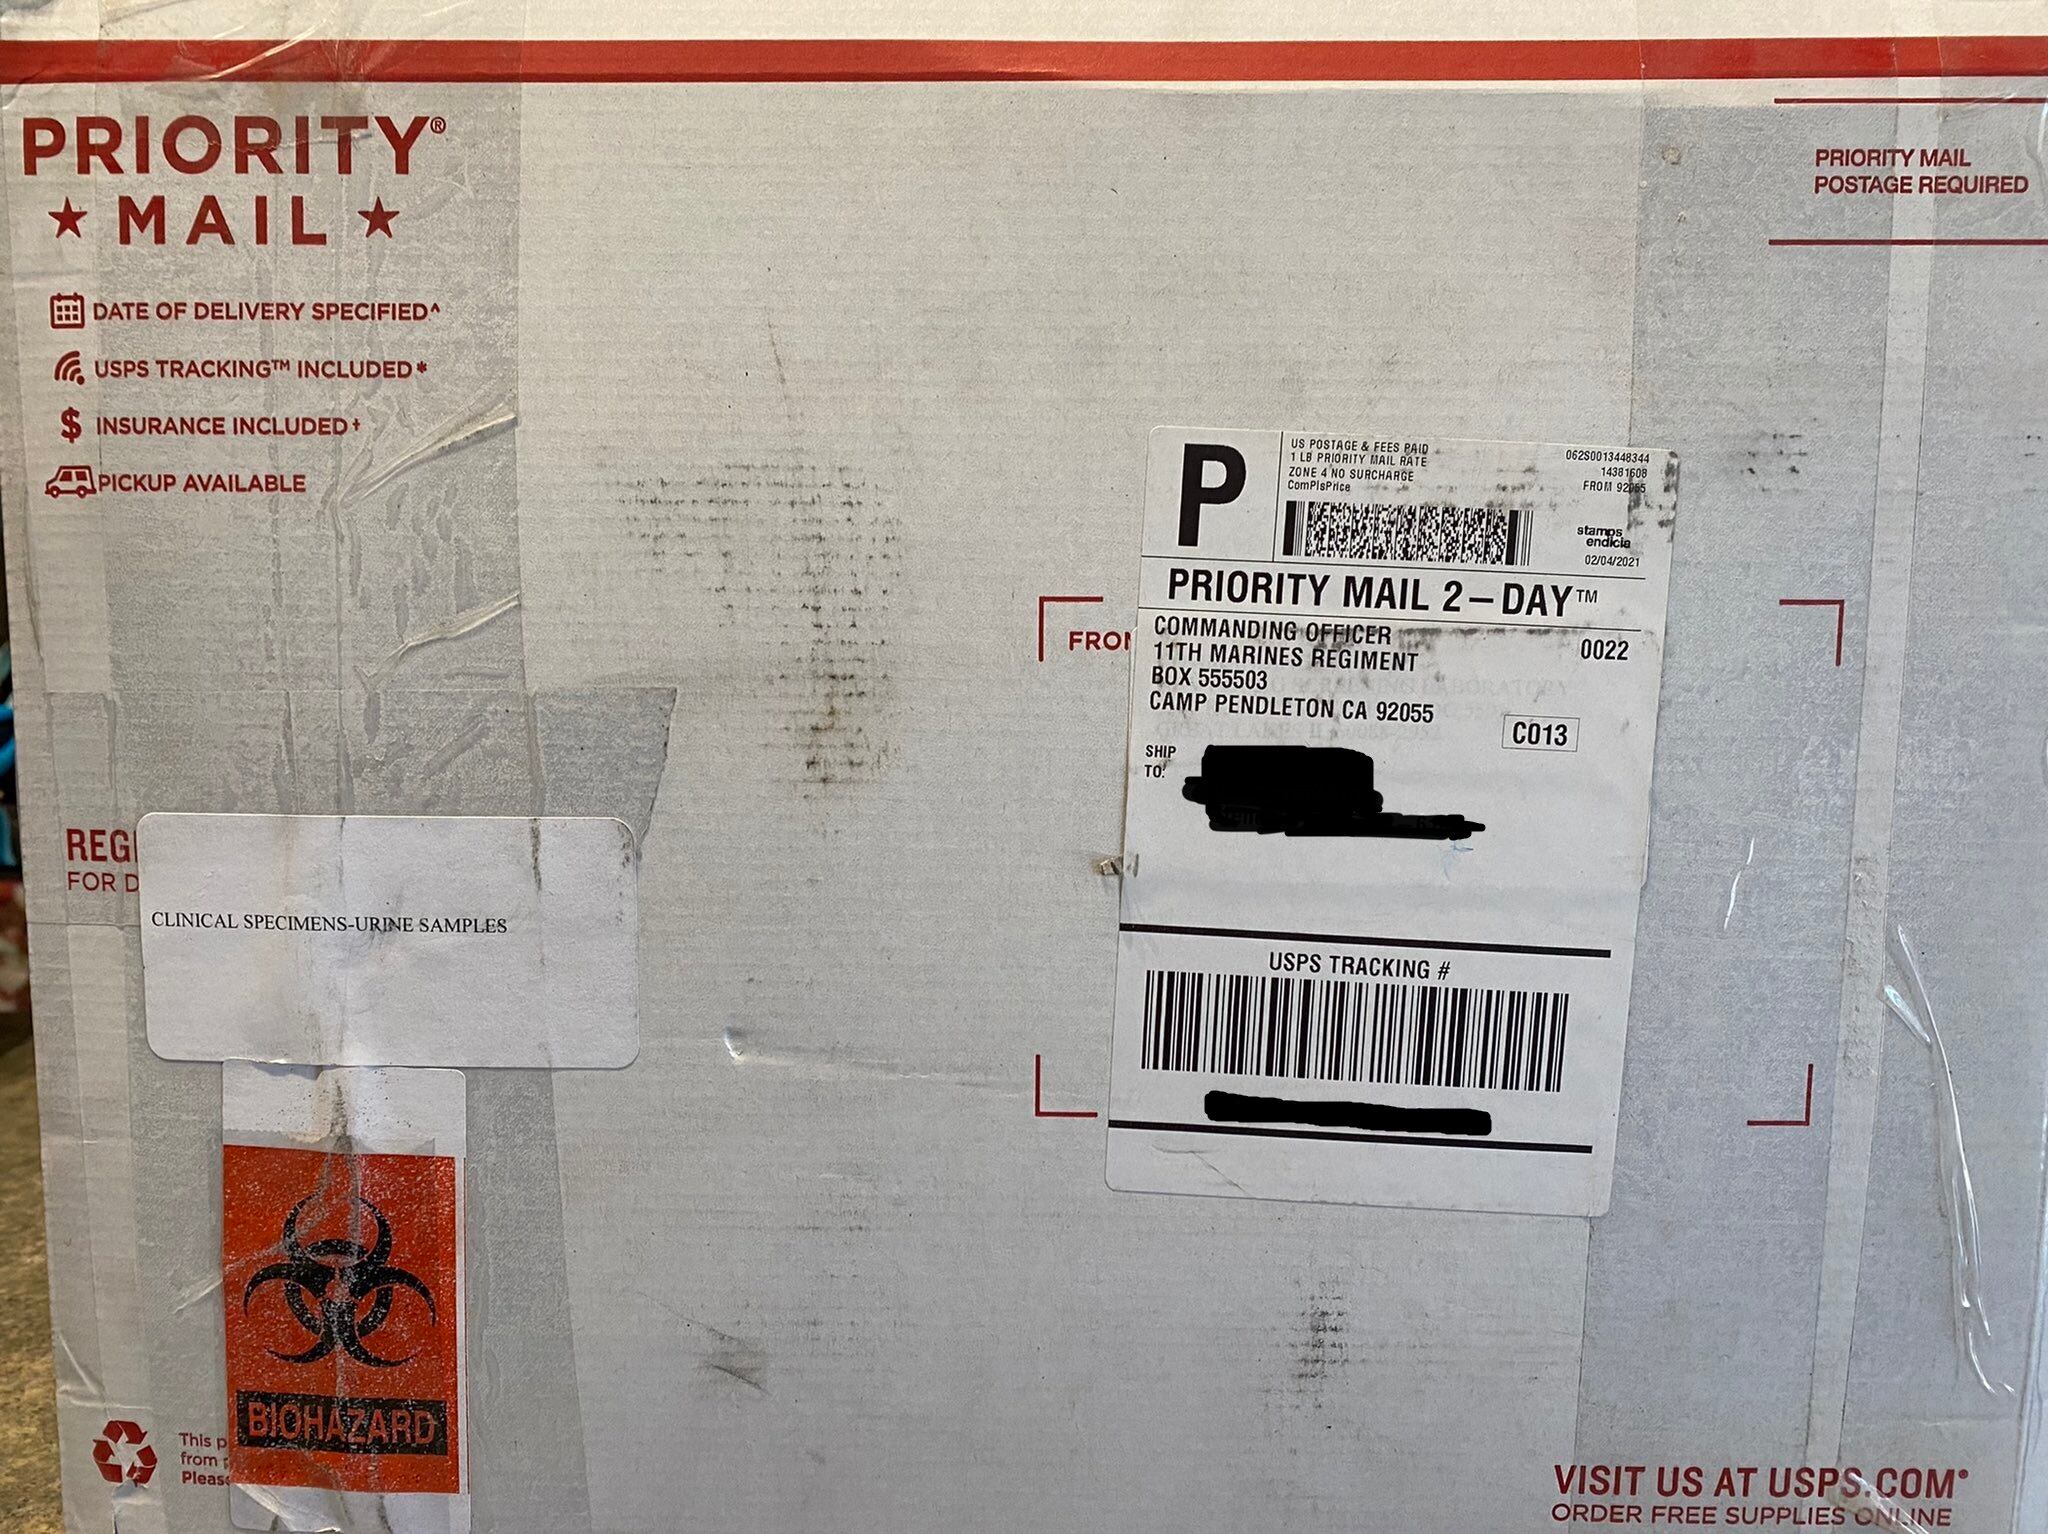 PRIORITY®
★ MAIL ★
DATE OF DELIVERY SPECIFIED^
USPS TRACKING™ INCLUDED*
$ INSURANCE INCLUDED+
PICKUP AVAILABLE
PRIORITY MAIL
POSTAGE REQUIRED
P
US POSTAGE & FEES PAID
1 LB PRIORITY MAIL RATE
ZONE 4 NO SURCHARGE
ComPlsPrice
062S0013448344
14381608
FROM 92055
stamps
endicia
02/04/2021
PRIORITY MAIL 2-DAY™
FROM
COMMANDING OFFICER
0022
11TH MARINES REGIMENT
BOX 555503
CAMP PENDLETON CA 92055
C013
SHIP
TO:
USPS TRACKING #
REGI
FOR D
CLINICAL SPECIMENS-URINE SAMPLES
BIOHAZARD
This p
from
Please
VISIT US AT USPS.COM®
ORDER FREE SUPPLIES ONLINE